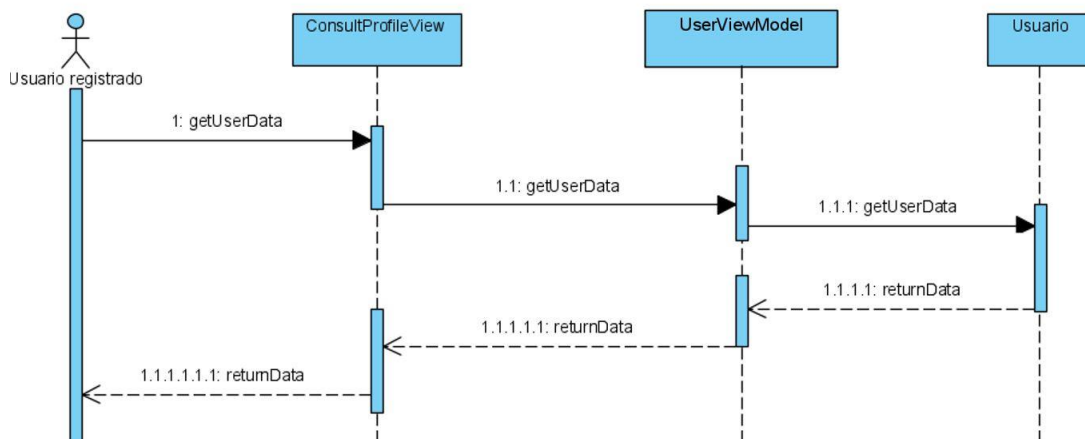 ConsultProfileView
UserViewModel
Usuario
Usuario registrado
1: getUserData
1.1: getUserData
1.1.1: getUserData
1.1.1.1: returnData
1.1.1.1.1: returnData
1.1.1.1.1.1: returnData